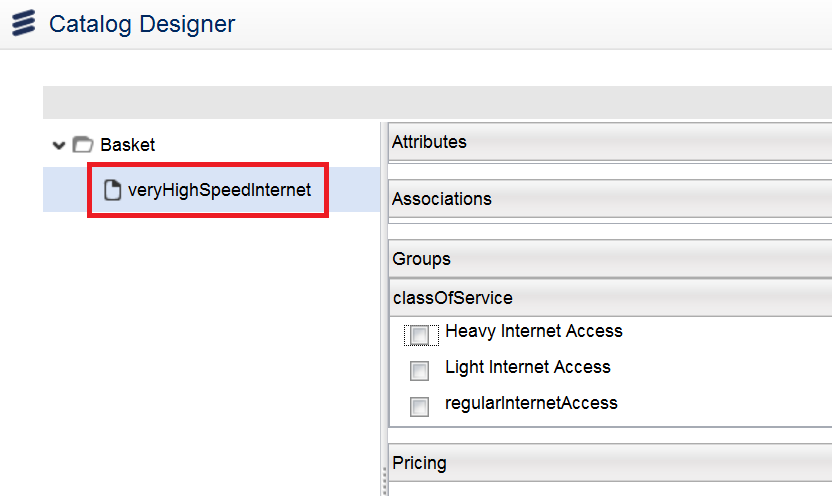 Catalog Designer
Basket
veryHighSpeedInternet
Attributes
Associations
Groups
classOfService
Heavy Internet Access
Light Internet Access
regularInternetAccess
Pricing